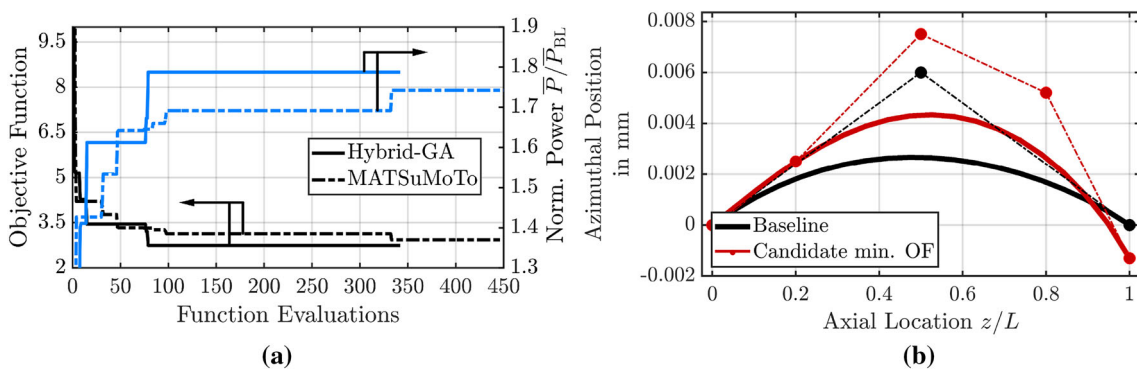 Objective Function
9.5
8
6.5
5
3.5
2
1.9
1.8
1.7
1.6
1.5
1.4
1.3
Norm. Power P̅/P̅BL
Hybrid-GA
MATSuMoTo
0 50 100 150 200 250 300 350 400 450
Function Evaluations
(a)
Azimuthal Position
in mm
0.008
0.006
0.004
0.002
0
-0.002
Baseline
Candidate min. OF
0 0.2 0.4 0.6 0.8 1
Axial Location z/L
(b)